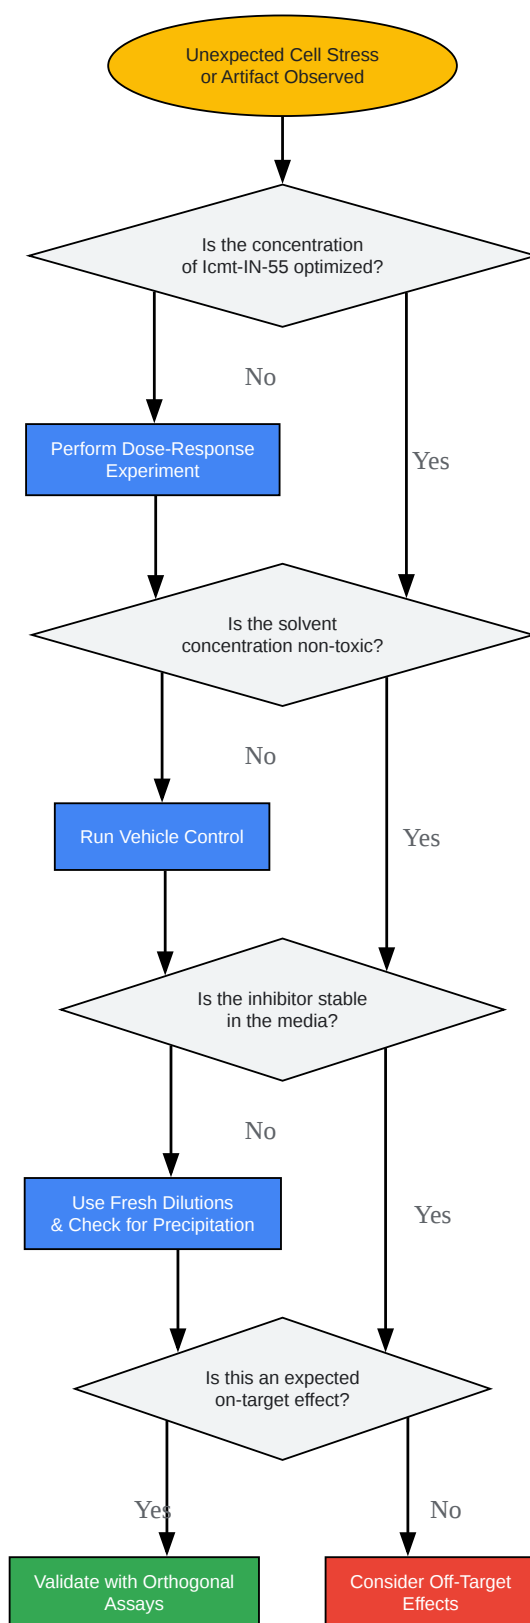 Unexpected Cell Stress
or Artifact Observed
Is the concentration
of Icmt-IN-55 optimized?
No
Perform Dose-Response
Experiment
Yes
Is the solvent
concentration non-toxic?
No
Run Vehicle Control
Yes
Is the inhibitor stable
in the media?
No
Use Fresh Dilutions
& Check for Precipitation
Yes
Is this an expected
on-target effect?
Yes
No
Validate with Orthogonal
Assays
Consider Off-Target
Effects